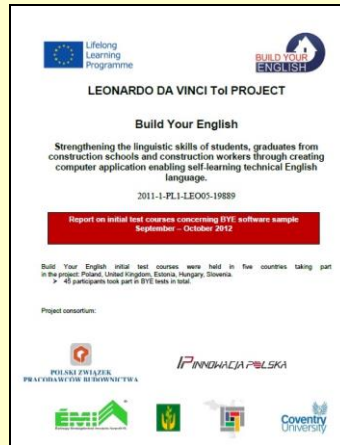 Lifelong
Learning
Programme
BUILD YOUR
ENGLISH
LEONARDO DA VINCI ToI PROJECT
Build Your English
Strengthening the linguistic skills of students, graduates from
construction schools and construction workers through creating
computer application enabling self-learning technical English
language.
2011-1-PL1-LEO05-19889
Report on initial test courses concerning BYE software sample
September – October 2012
Build Your English initial test courses were held in five countries taking part
in the project: Poland, United Kingdom, Estonia, Hungary, Slovenia.
➤ 45 participants took part in BYE tests in total.
Project consortium:
POLSKI ZWIĄZEK
PRACODAWCÓW BUDOWNICTWA
INNOWACJA POLSKA
ÉMI
Coventry
University